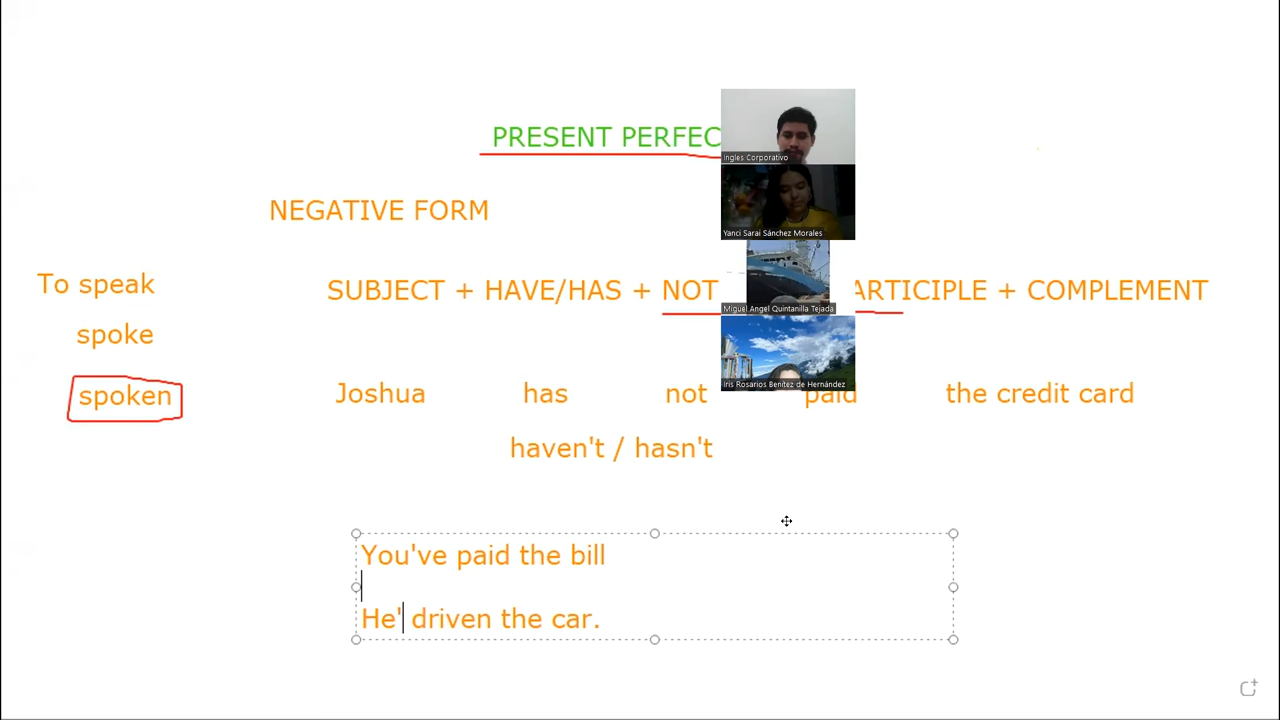 PRESENT PERFEC
Ingles Corporativo
Yanci Sarai Sánchez Morales
NEGATIVE FORM
To speak
SUBJECT + HAVE/HAS + NOT ARTICIPLE + COMPLEMENT
Miguel Angel Quintanilla Tejada
spoke
Iris Rosarios Benítez de Hernández
spoken
Joshua has not paid the credit card
haven't / hasn't
You've paid the bill
He' driven the car.